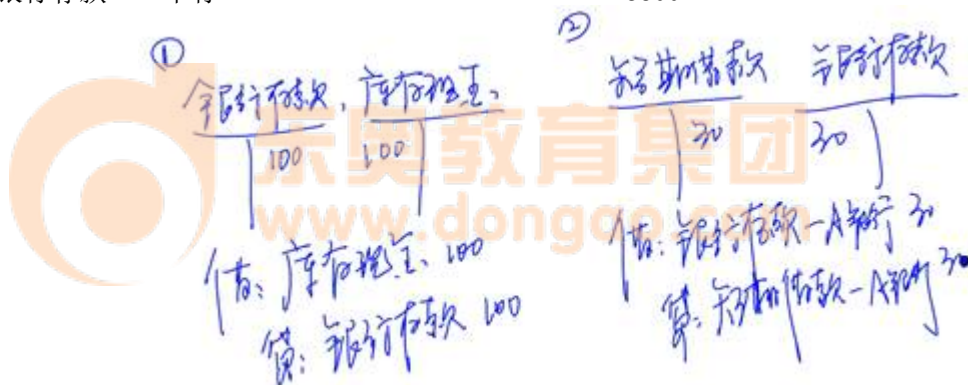 ①
银行存款、库存现金、
100 100
借：库存现金、100
贷：银行存款 100
②
短期借款 银行存款
30 30
借：银行存款-A银行 30
贷：短期借款-A银行 30
东奥教育集团
www.dongao.com